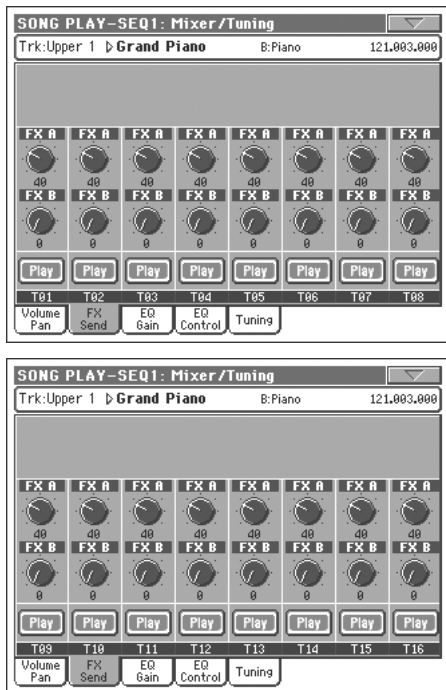 SONG PLAY-SEQ1: Mixer/Tuning
Trk:Upper 1 ▷Grand Piano B:Piano 121.003.000
FX A FX A FX A FX A FX A FX A FX A FX A
40 40 40 40 40 40 40 40
FX B FX B FX B FX B FX B FX B FX B FX B
0 0 0 0 0 0 0 0
Play Play Play Play Play Play Play Play
T01 T02 T03 T04 T05 T06 T07 T08
Volume Pan FX Send EQ Gain EQ Control Tuning
SONG PLAY-SEQ1: Mixer/Tuning
Trk:Upper 1 ▷Grand Piano B:Piano 121.003.000
FX A FX A FX A FX A FX A FX A FX A FX A
40 40 40 40 40 40 40 40
FX B FX B FX B FX B FX B FX B FX B FX B
0 0 0 0 0 0 0 0
Play Play Play Play Play Play Play Play
T09 T10 T11 T12 T13 T14 T15 T16
Volume Pan FX Send EQ Gain EQ Control Tuning